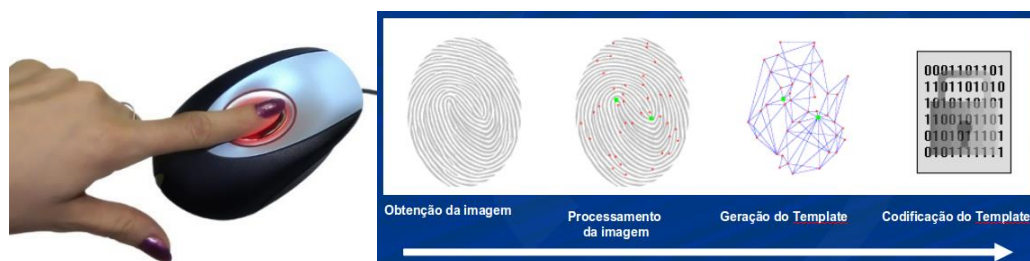 0001101101
1101101010
1010110101
1100101101
0101011101
0101111111
Obtenção da imagem
Processamento
da imagem
Geração do Template
Codificação do Template